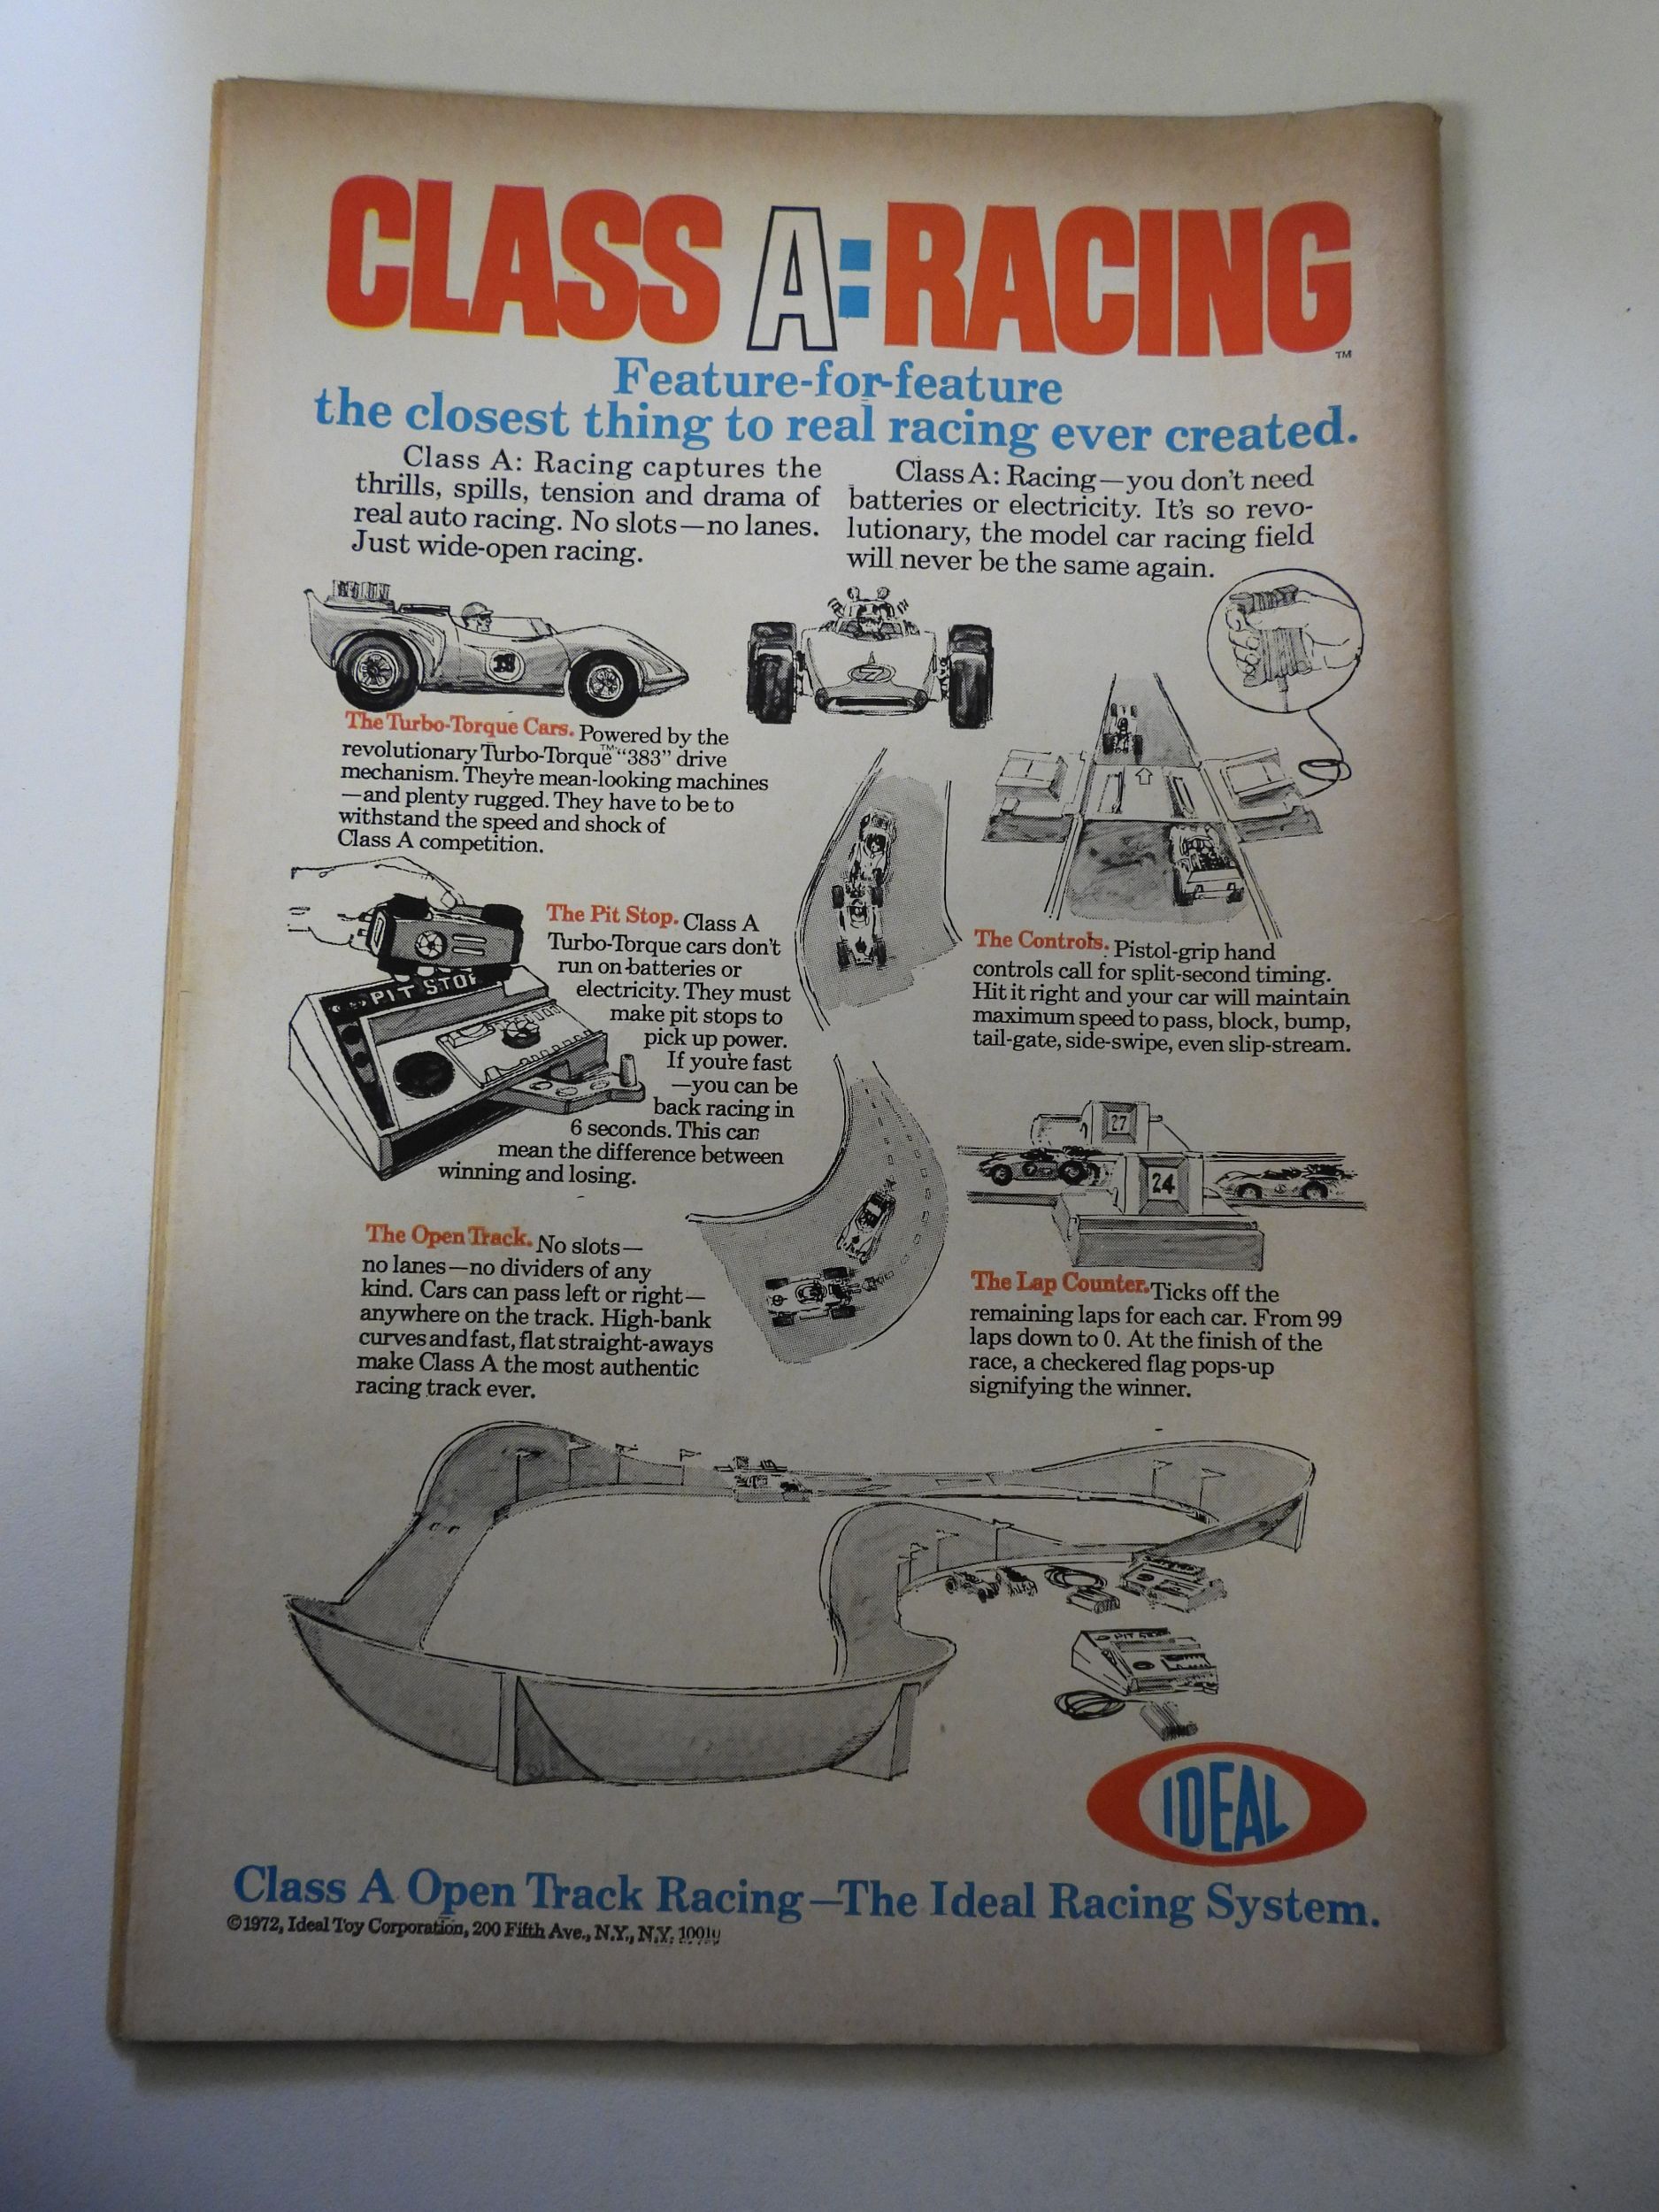 CLASS A: RACING
TM
Feature-for-feature
the closest thing to real racing ever created.
Class A: Racing captures the
thrills, spills, tension and drama of
real auto racing. No slots—no lanes.
Just wide-open racing.
Class A: Racing—you don't need
batteries or electricity. It's so revo-
lutionary, the model car racing field
will never be the same again.
18
7
The Turbo-Torque Cars. Powered by the
revolutionary Turbo-Torque™ "383" drive
mechanism. They're mean-looking machines
—and plenty rugged. They have to be to
withstand the speed and shock of
Class A competition.
PIT STOP
The Pit Stop. Class A
Turbo-Torque cars don't
run on batteries or
electricity. They must
make pit stops to
pick up power.
If you're fast
—you can be
back racing in
6 seconds. This can
mean the difference between
winning and losing.
The Controls. Pistol-grip hand
controls call for split-second timing.
Hit it right and your car will maintain
maximum speed to pass, block, bump,
tail-gate, side-swipe, even slip-stream.
27
24
The Open Track. No slots—
no lanes—no dividers of any
kind. Cars can pass left or right—
anywhere on the track. High-bank
curves and fast, flat straight-aways
make Class A the most authentic
racing track ever.
The Lap Counter. Ticks off the
remaining laps for each car. From 99
laps down to 0. At the finish of the
race, a checkered flag pops-up
signifying the winner.
PIT STOP
IDEAL
Class A Open Track Racing—The Ideal Racing System.
©1972, Ideal Toy Corporation, 200 Fifth Ave., N.Y., N.Y. 10010